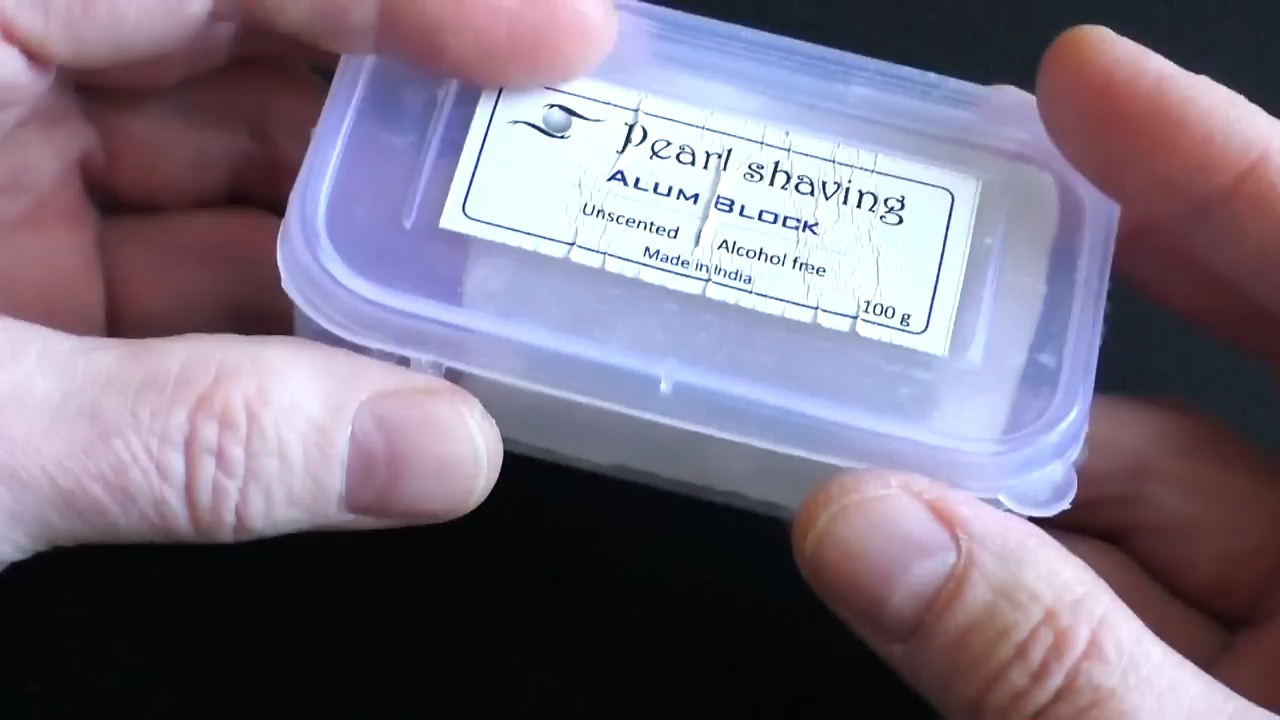 Pearl shaving
ALUM BLOCK
Unscented Alcohol free
Made in India
100 g